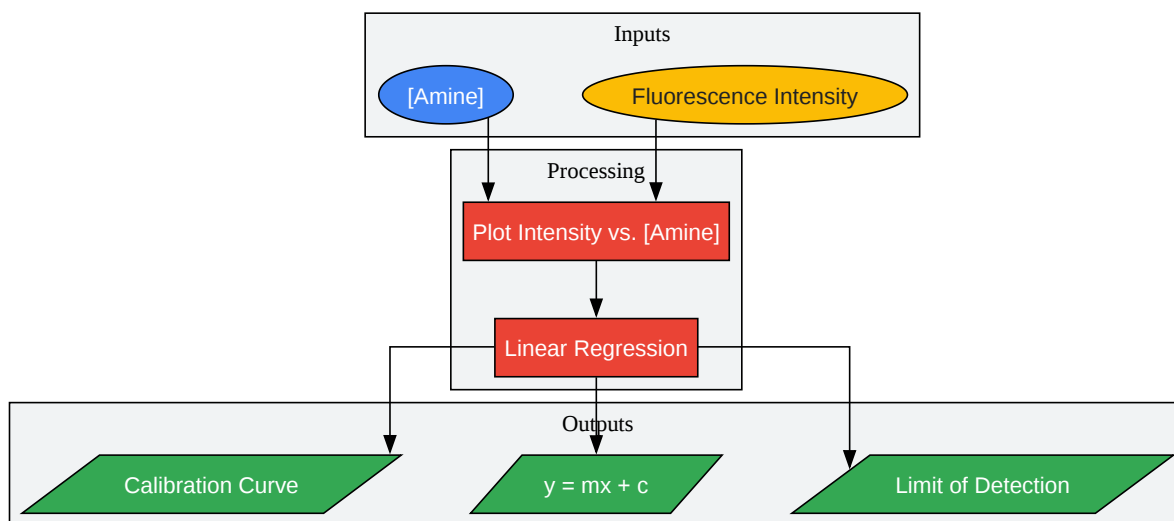 Inputs
[Amine]
Fluorescence Intensity
Processing
Plot Intensity vs. [Amine]
Linear Regression
Outputs
Calibration Curve
y = mx + c
Limit of Detection